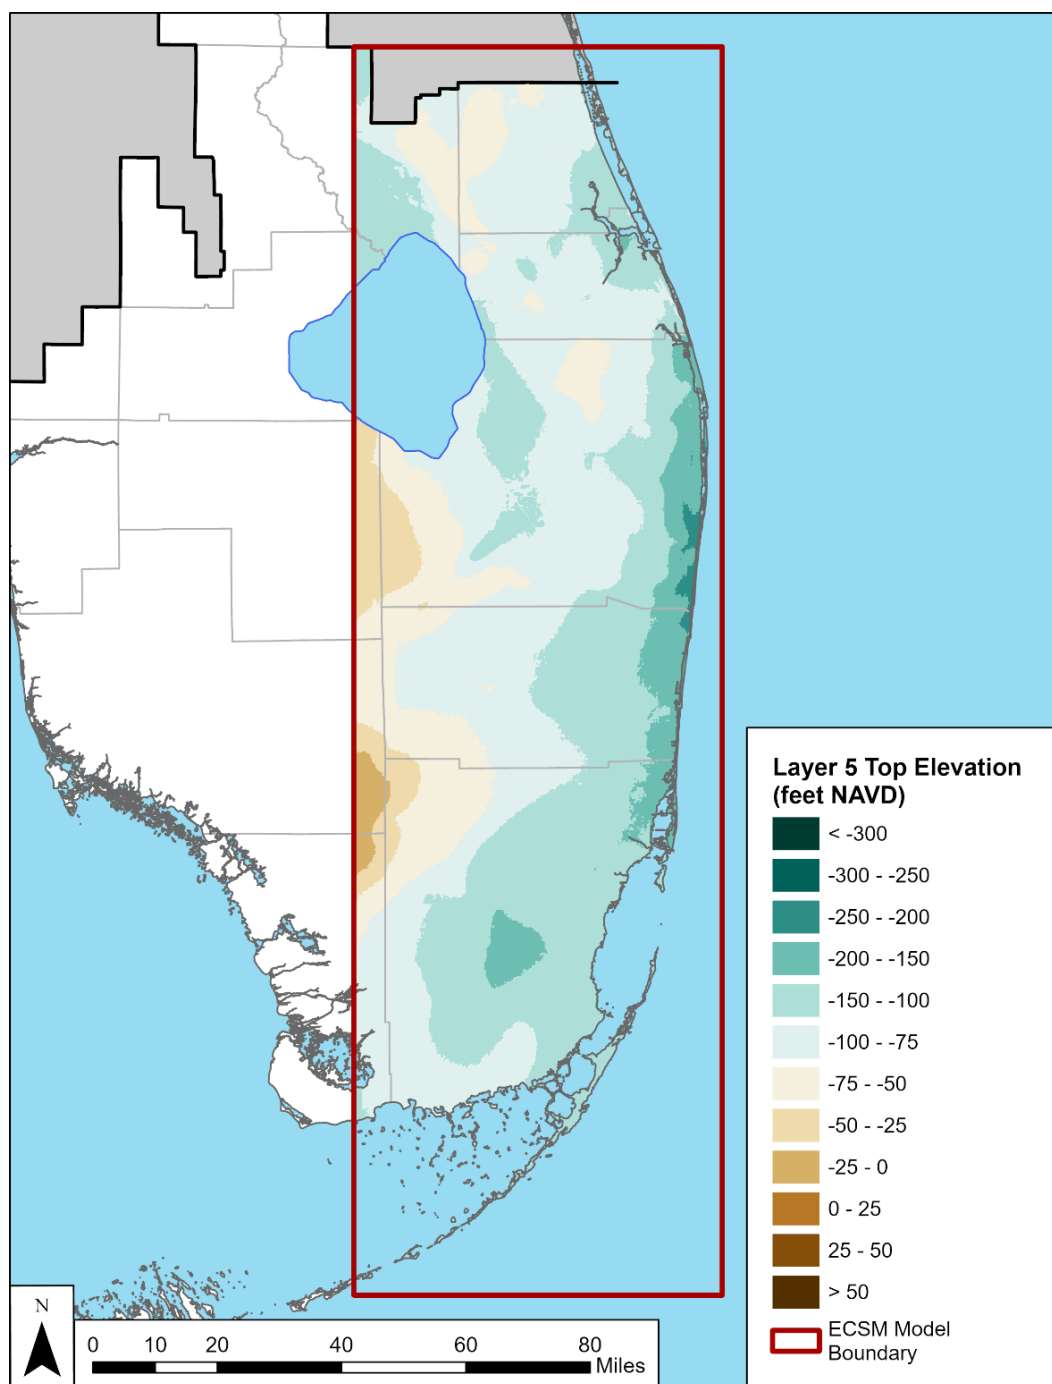 Layer 5 Top Elevation
(feet NAVD)
< -300
-300 - -250
-250 - -200
-200 - -150
-150 - -100
-100 - -75
-75 - -50
-50 - -25
-25 - 0
0 - 25
25 - 50
> 50
ECSM Model
Boundary
N
0 10 20 40 60 80
Miles